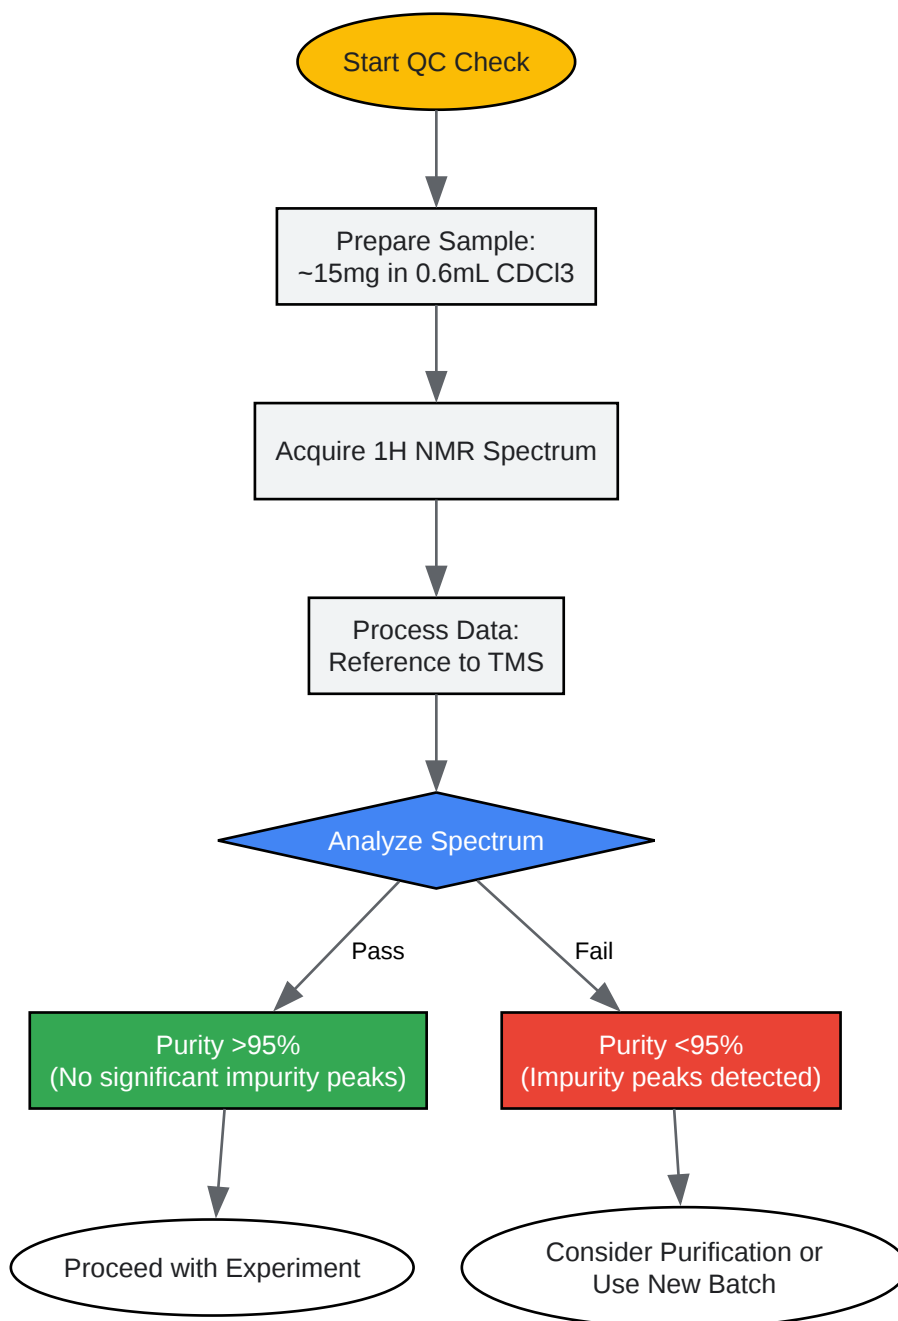 Start QC Check
Prepare Sample:
~15mg in 0.6mL CDCl3
Acquire 1H NMR Spectrum
Process Data:
Reference to TMS
Analyze Spectrum
Pass
Fail
Purity >95%
(No significant impurity peaks)
Purity <95%
(Impurity peaks detected)
Proceed with Experiment
Consider Purification or
Use New Batch